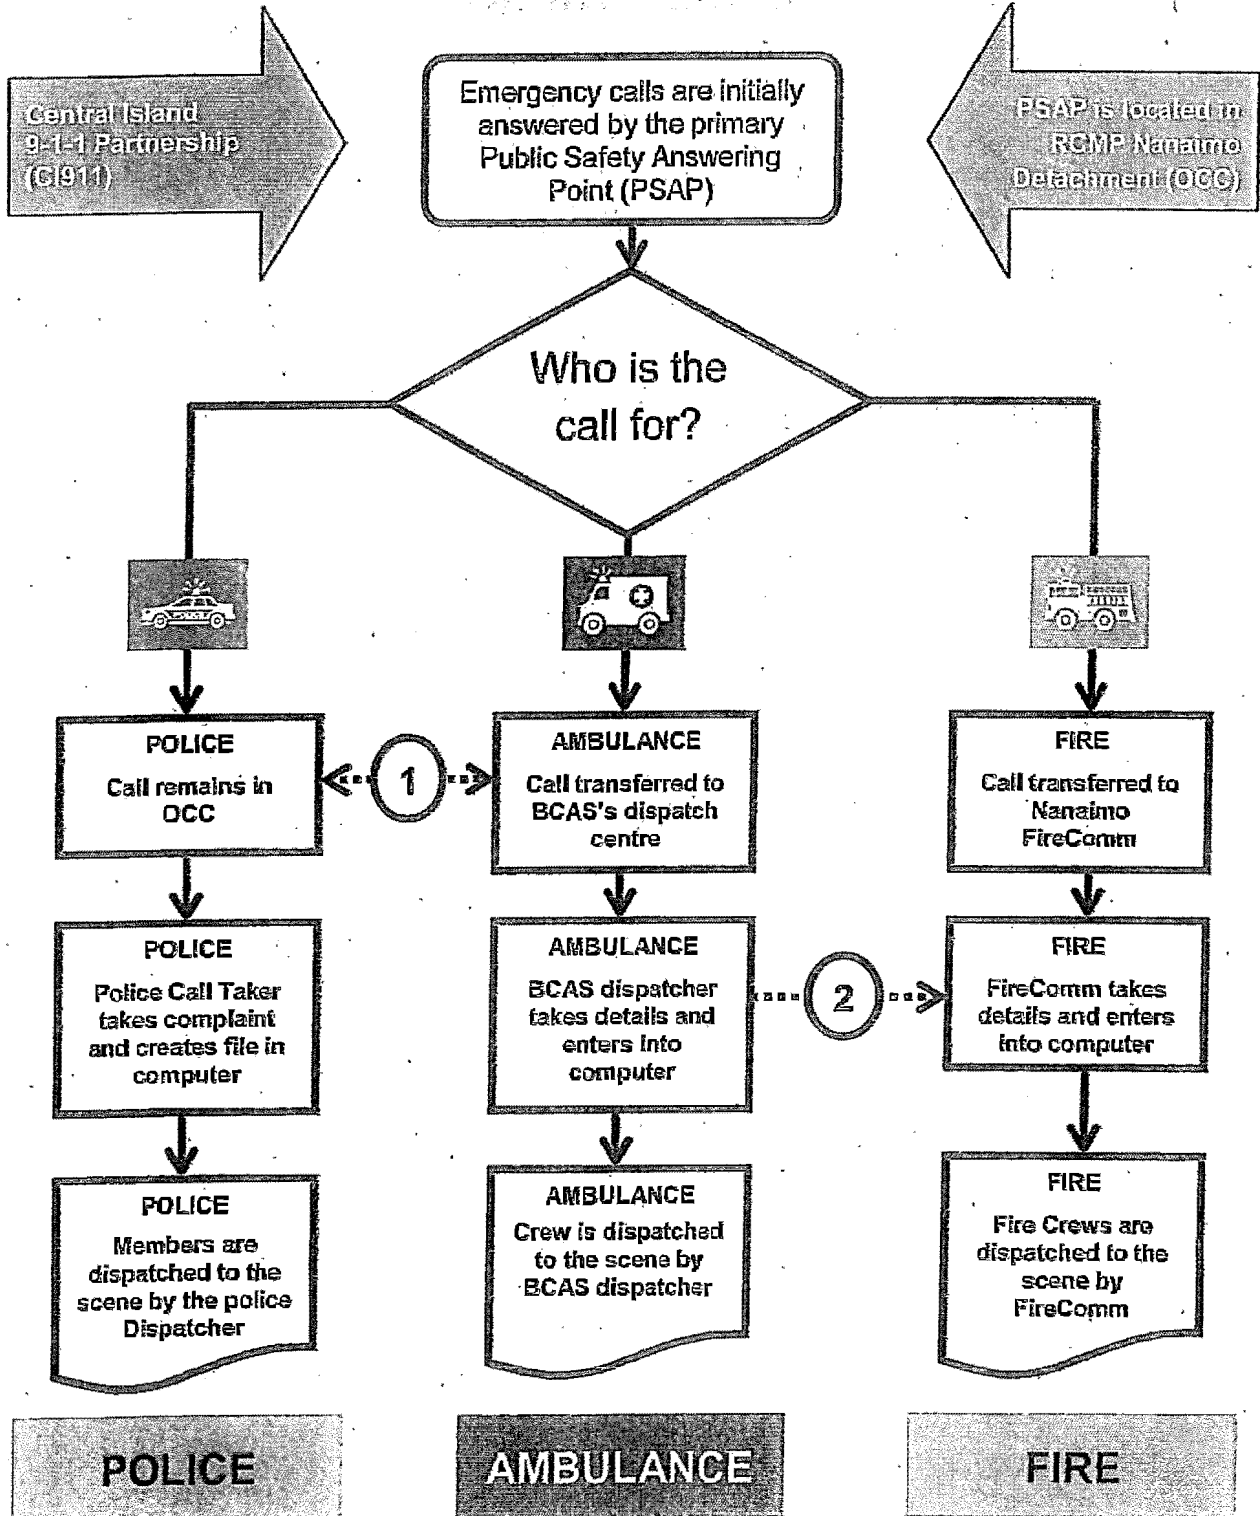 Central Island
9-1-1 Partnership
(CI911)
Emergency calls are initially
answered by the primary
Public Safety Answering
Point (PSAP)
PSAP is located in
RCMP Nanaimo
Detachment (OCC)
Who is the
call for?
POLICE
Call remains in
OCC
1
AMBULANCE
Call transferred to
BCAS's dispatch
centre
FIRE
Call transferred to
Nanaimo
FireComm
POLICE
Police Call Taker
takes complaint
and creates file in
computer
AMBULANCE
BCAS dispatcher
takes details and
enters into
computer
2
FIRE
FireComm takes
details and enters
into computer
POLICE
Members are
dispatched to the
scene by the police
Dispatcher
AMBULANCE
Crew is dispatched
to the scene by
BCAS dispatcher
FIRE
Fire Crews are
dispatched to the
scene by
FireComm
POLICE
AMBULANCE
FIRE